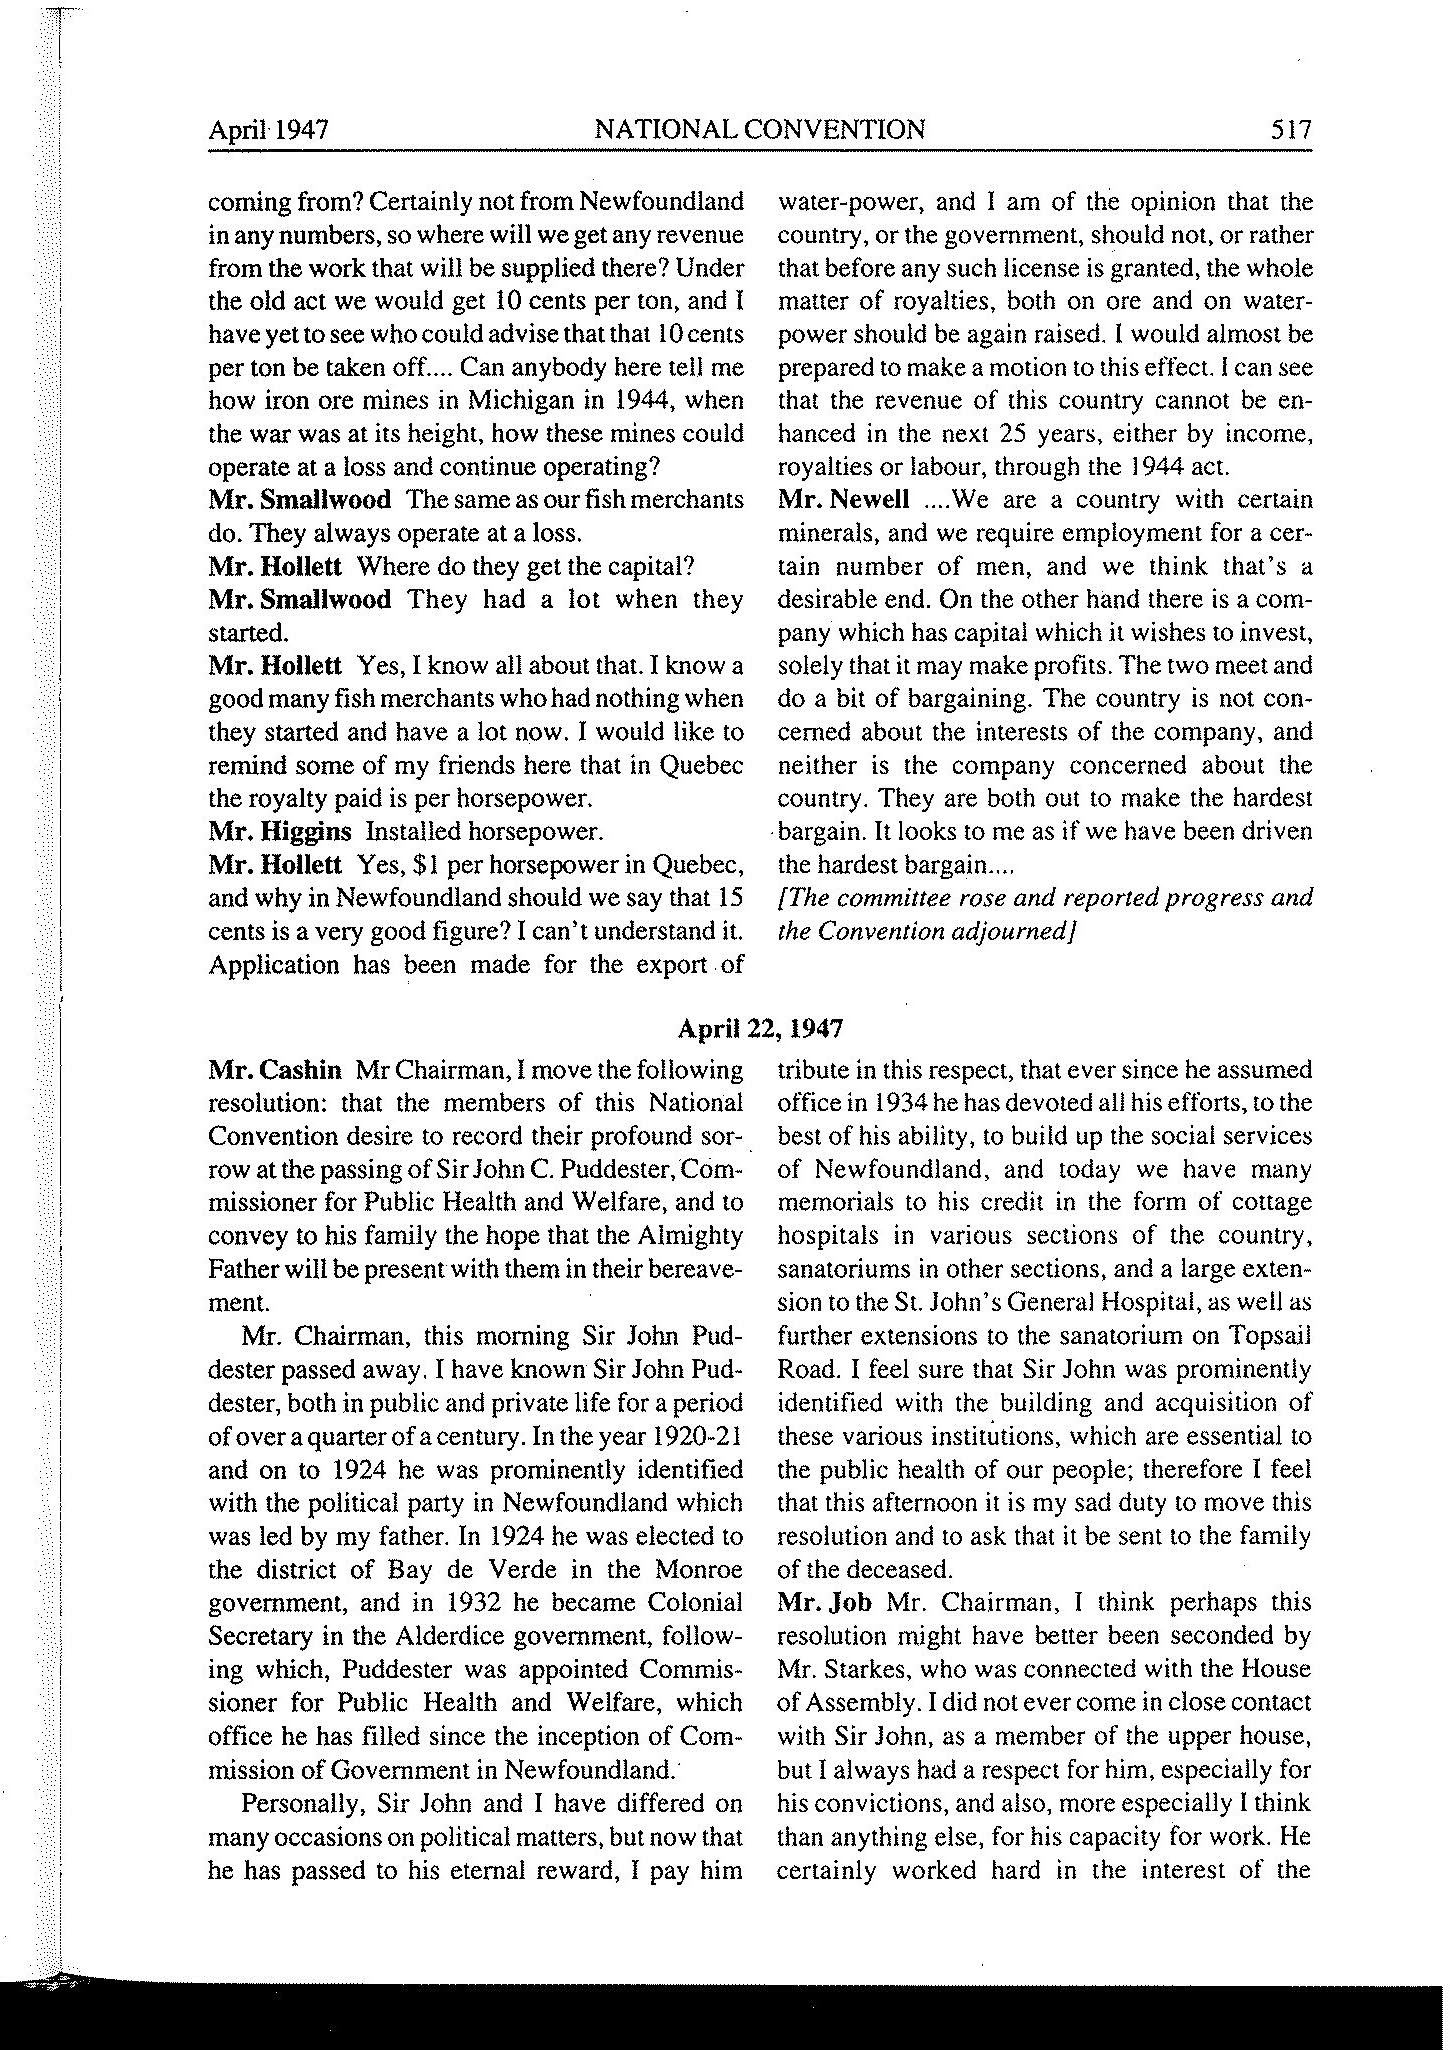 April 1947 NATIONAL CONVENTION 517
coming from? Certainly not from Newfoundland
in any numbers, so where will we get any revenue
from the work that will be supplied there? Under
the old act we would get 10 cents per ton, and I
have yet to see who could advise that that 10 cents
per ton be taken off.... Can anybody here tell me
how iron ore mines in Michigan in 1944, when
the war was at its height, how these mines could
operate at a loss and continue operating?
Mr. Smallwood The same as our fish merchants
do. They always operate at a loss.
Mr. Hollett Where do they get the capital?
Mr. Smallwood They had a lot when they
started.
Mr. Hollett Yes, I know all about that. I know a
good many fish merchants who had nothing when
they started and have a lot now. I would like to
remind some of my friends here that in Quebec
the royalty paid is per horsepower.
Mr. Higgins Installed horsepower.
Mr. Hollett Yes, $1 per horsepower in Quebec,
and why in Newfoundland should we say that 15
cents is a very good figure? I can't understand it.
Application has been made for the export of
water-power, and I am of the opinion that the
country, or the government, should not, or rather
that before any such license is granted, the whole
matter of royalties, both on ore and on water-
power should be again raised. I would almost be
prepared to make a motion to this effect. I can see
that the revenue of this country cannot be en-
hanced in the next 25 years, either by income,
royalties or labour, through the 1944 act.
Mr. Newell ....We are a country with certain
minerals, and we require employment for a cer-
tain number of men, and we think that's a
desirable end. On the other hand there is a com-
pany which has capital which it wishes to invest,
solely that it may make profits. The two meet and
do a bit of bargaining. The country is not con-
cerned about the interests of the company, and
neither is the company concerned about the
country. They are both out to make the hardest
bargain. It looks to me as if we have been driven
the hardest bargain....
[The committee rose and reported progress and
the Convention adjourned]
April 22, 1947
Mr. Cashin Mr Chairman, I move the following
resolution: that the members of this National
Convention desire to record their profound sor-
row at the passing of Sir John C. Puddester, Com-
missioner for Public Health and Welfare, and to
convey to his family the hope that the Almighty
Father will be present with them in their bereave-
ment.
Mr. Chairman, this morning Sir John Pud-
dester passed away. I have known Sir John Pud-
dester, both in public and private life for a period
of over a quarter of a century. In the year 1920-21
and on to 1924 he was prominently identified
with the political party in Newfoundland which
was led by my father. In 1924 he was elected to
the district of Bay de Verde in the Monroe
government, and in 1932 he became Colonial
Secretary in the Alderdice government, follow-
ing which, Puddester was appointed Commis-
sioner for Public Health and Welfare, which
office he has filled since the inception of Com-
mission of Government in Newfoundland.
Personally, Sir John and I have differed on
many occasions on political matters, but now that
he has passed to his eternal reward, I pay him
tribute in this respect, that ever since he assumed
office in 1934 he has devoted all his efforts, to the
best of his ability, to build up the social services
of Newfoundland, and today we have many
memorials to his credit in the form of cottage
hospitals in various sections of the country,
sanatoriums in other sections, and a large exten-
sion to the St. John's General Hospital, as well as
further extensions to the sanatorium on Topsail
Road. I feel sure that Sir John was prominently
identified with the building and acquisition of
these various institutions, which are essential to
the public health of our people; therefore I feel
that this afternoon it is my sad duty to move this
resolution and to ask that it be sent to the family
of the deceased.
Mr. Job Mr. Chairman, I think perhaps this
resolution might have better been seconded by
Mr. Starkes, who was connected with the House
of Assembly. I did not ever come in close contact
with Sir John, as a member of the upper house,
but I always had a respect for him, especially for
his convictions, and also, more especially I think
than anything else, for his capacity for work. He
certainly worked hard in the interest of the